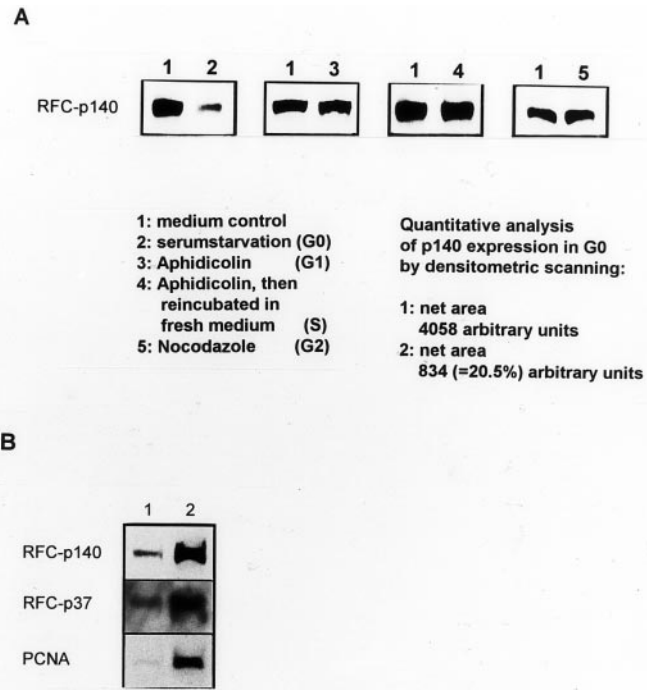 A
1 2 1 3 1 4 1 5
RFC-p140
1: medium control
2: serumstarvation (G0)
3: Aphidicolin (G1)
4: Aphidicolin, then
reincubated in
fresh medium (S)
5: Nocodazole (G2)
Quantitative analysis
of p140 expression in G0
by densitometric scanning:
1: net area
4058 arbitrary units
2: net area
834 (=20.5%) arbitrary units
B
1 2
RFC-p140
RFC-p37
PCNA